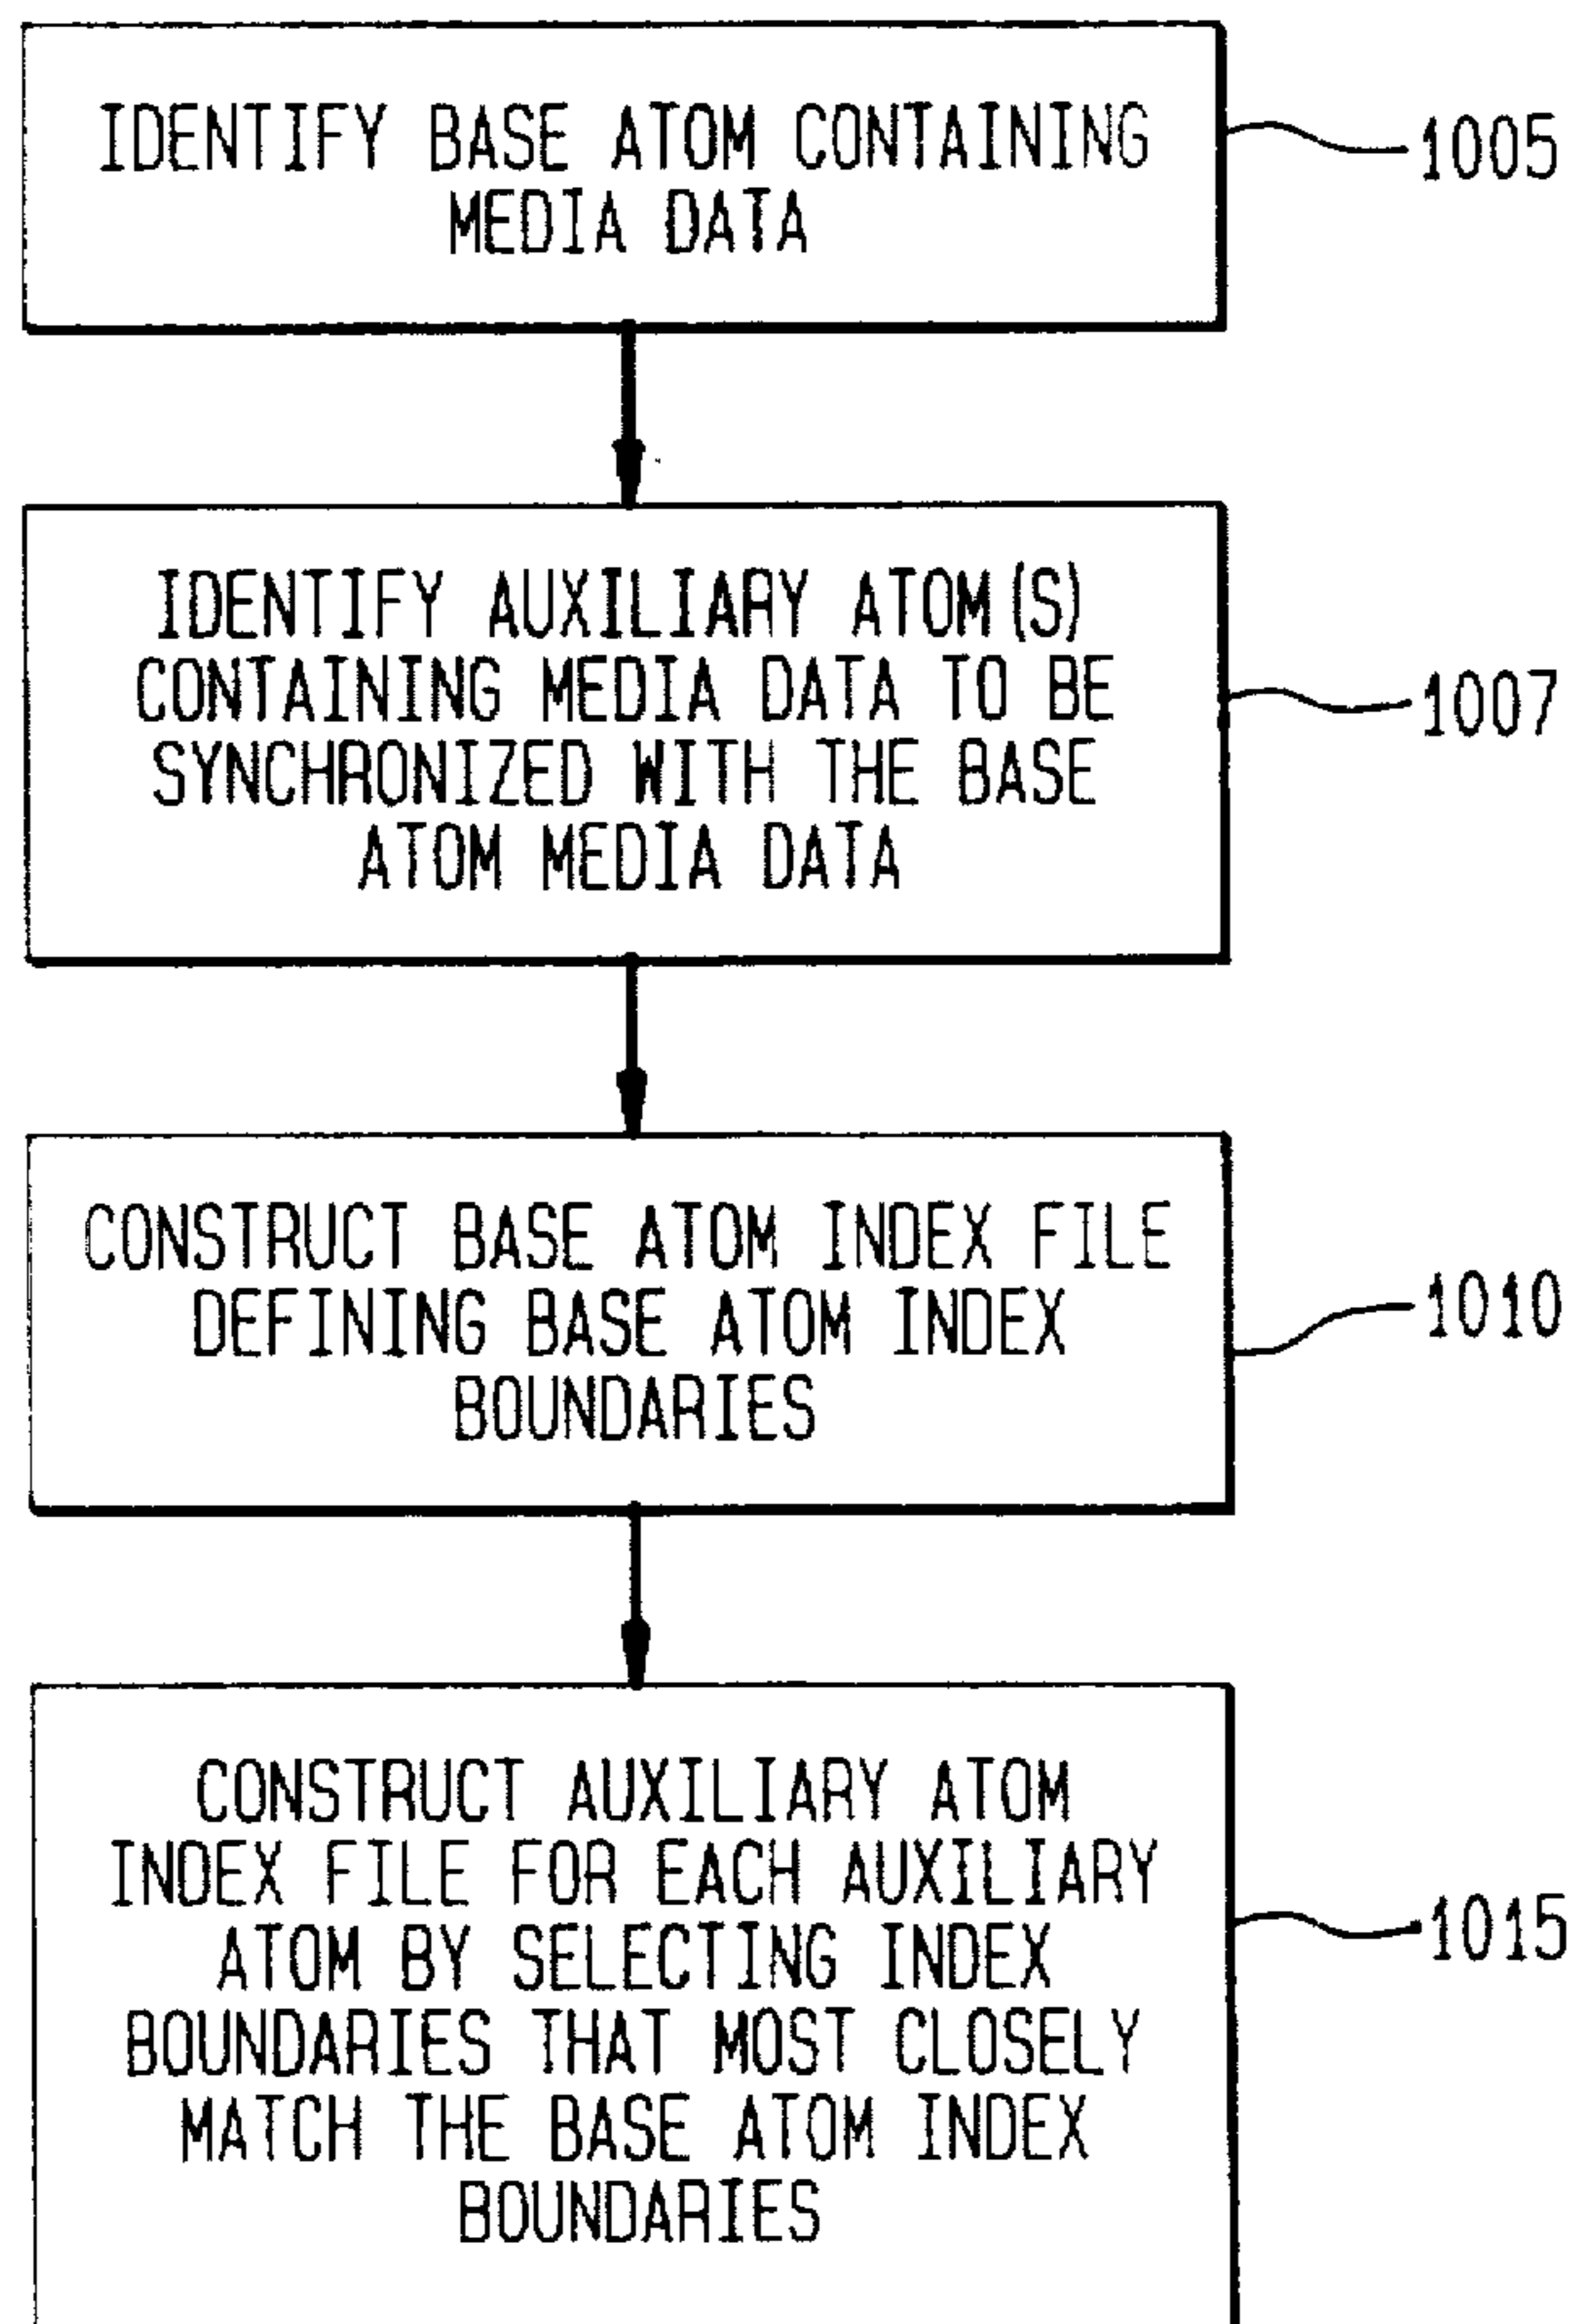 IDENTIFY BASE ATOM CONTAINING
MEDIA DATA
1005
IDENTIFY AUXILIARY ATOM(S)
CONTAINING MEDIA DATA TO BE
SYNCHRONIZED WITH THE BASE
ATOM MEDIA DATA
1007
CONSTRUCT BASE ATOM INDEX FILE
DEFINING BASE ATOM INDEX
BOUNDARIES
1010
CONSTRUCT AUXILIARY ATOM
INDEX FILE FOR EACH AUXILIARY
ATOM BY SELECTING INDEX
BOUNDARIES THAT MOST CLOSELY
MATCH THE BASE ATOM INDEX
BOUNDARIES
1015